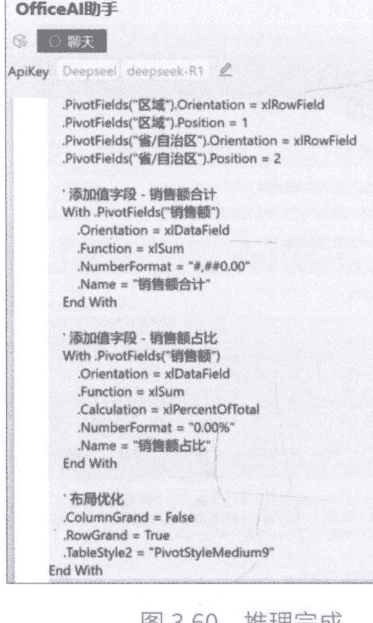 OfficeAI助手
聊天
ApiKey Deepseel deepseek-R1
.PivotFields("区域").Orientation = xlRowField
.PivotFields("区域").Position = 1
.PivotFields("省/自治区").Orientation = xlRowField
.PivotFields("省/自治区").Position = 2
' 添加值字段 - 销售额合计
With .PivotFields("销售额")
.Orientation = xlDataField
.Function = xlSum
.NumberFormat = "#,##0.00"
.Name = "销售额合计"
End With
' 添加值字段 - 销售额占比
With .PivotFields("销售额")
.Orientation = xlDataField
.Function = xlSum
.Calculation = xlPercentOfTotal
.NumberFormat = "0.00%"
.Name = "销售额占比"
End With
' 布局优化
.ColumnGrand = False
.RowGrand = True
.TableStyle2 = "PivotStyleMedium9"
End With
图 3.60 推理完成